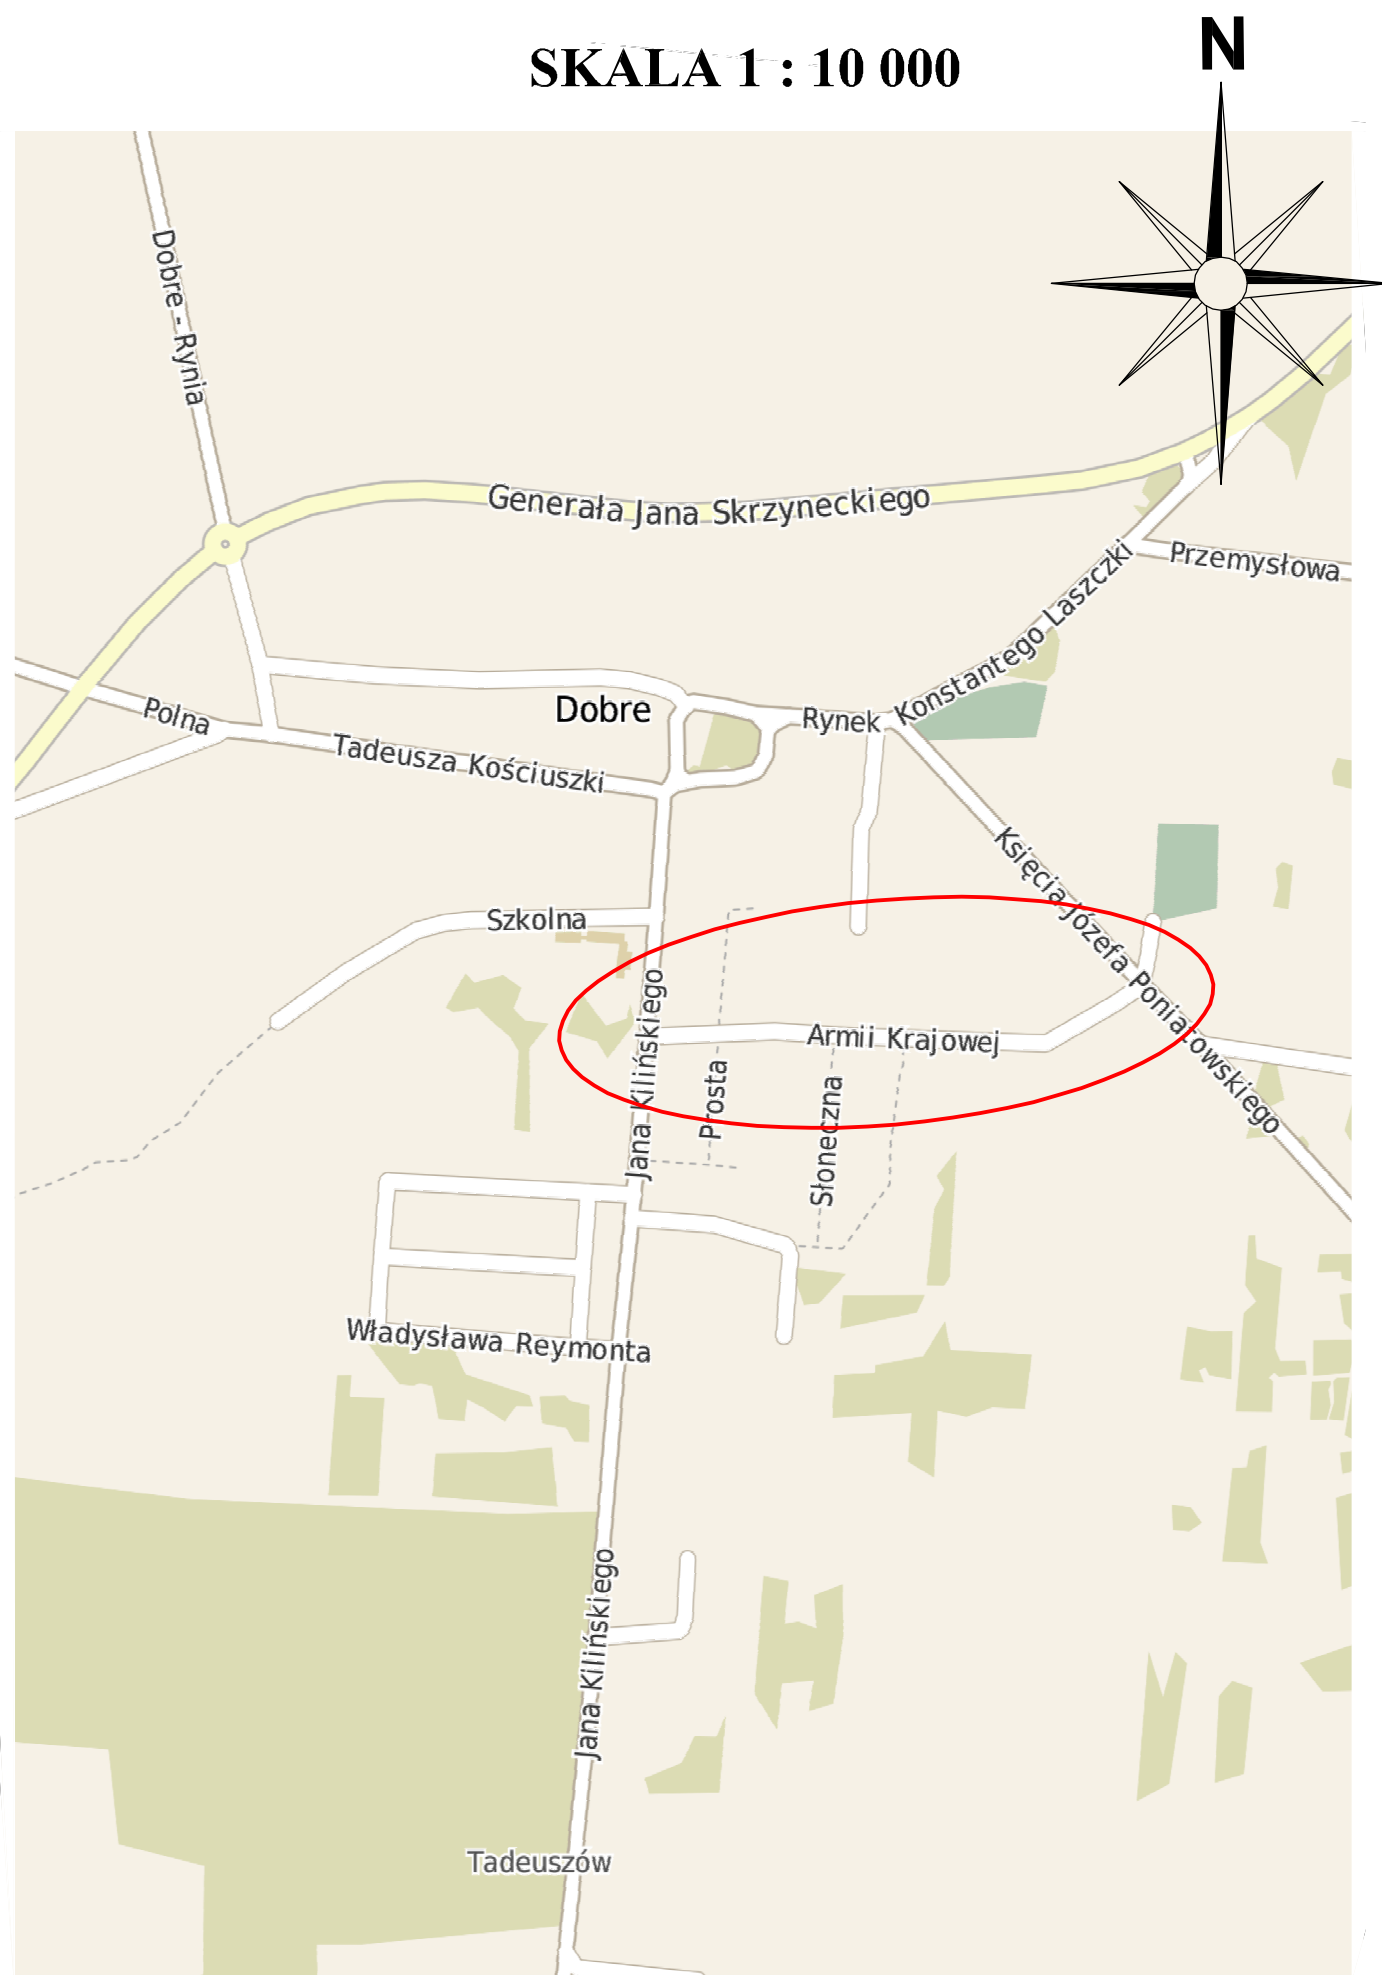 SKALA 1 : 10 000
N
Dobre - Rynia
Generała Jana Skrzyneckiego
Przemysłowa
Konstantego Laszczki
Polna
Dobre
Rynek
Tadeusza Kościuszki
Księcia Józefa Poniatowskiego
Szkolna
Jana Kilińskiego
Armii Krajowej
Prosta
Słoneczna
Władysława Reymonta
Jana Kilińskiego
Tadeuszów